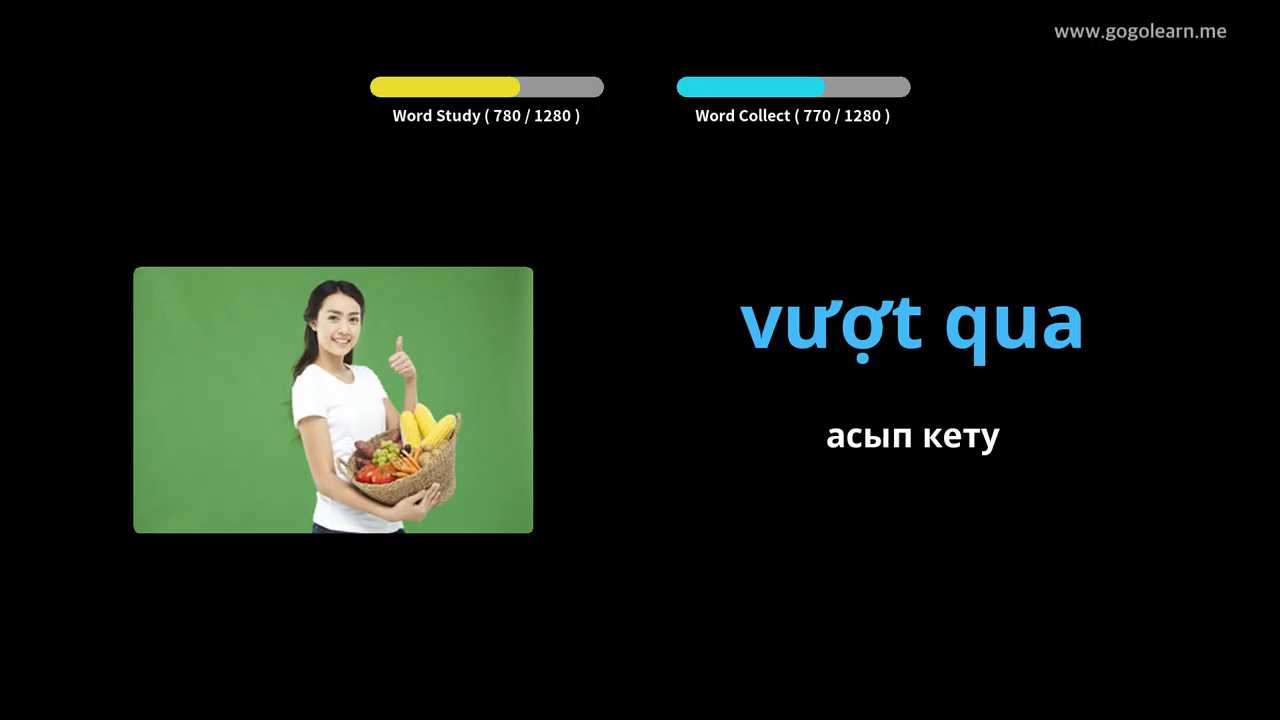 www.gogolearn.me
Word Study ( 780 / 1280 )
Word Collect ( 770 / 1280 )
vượt qua
асып кету